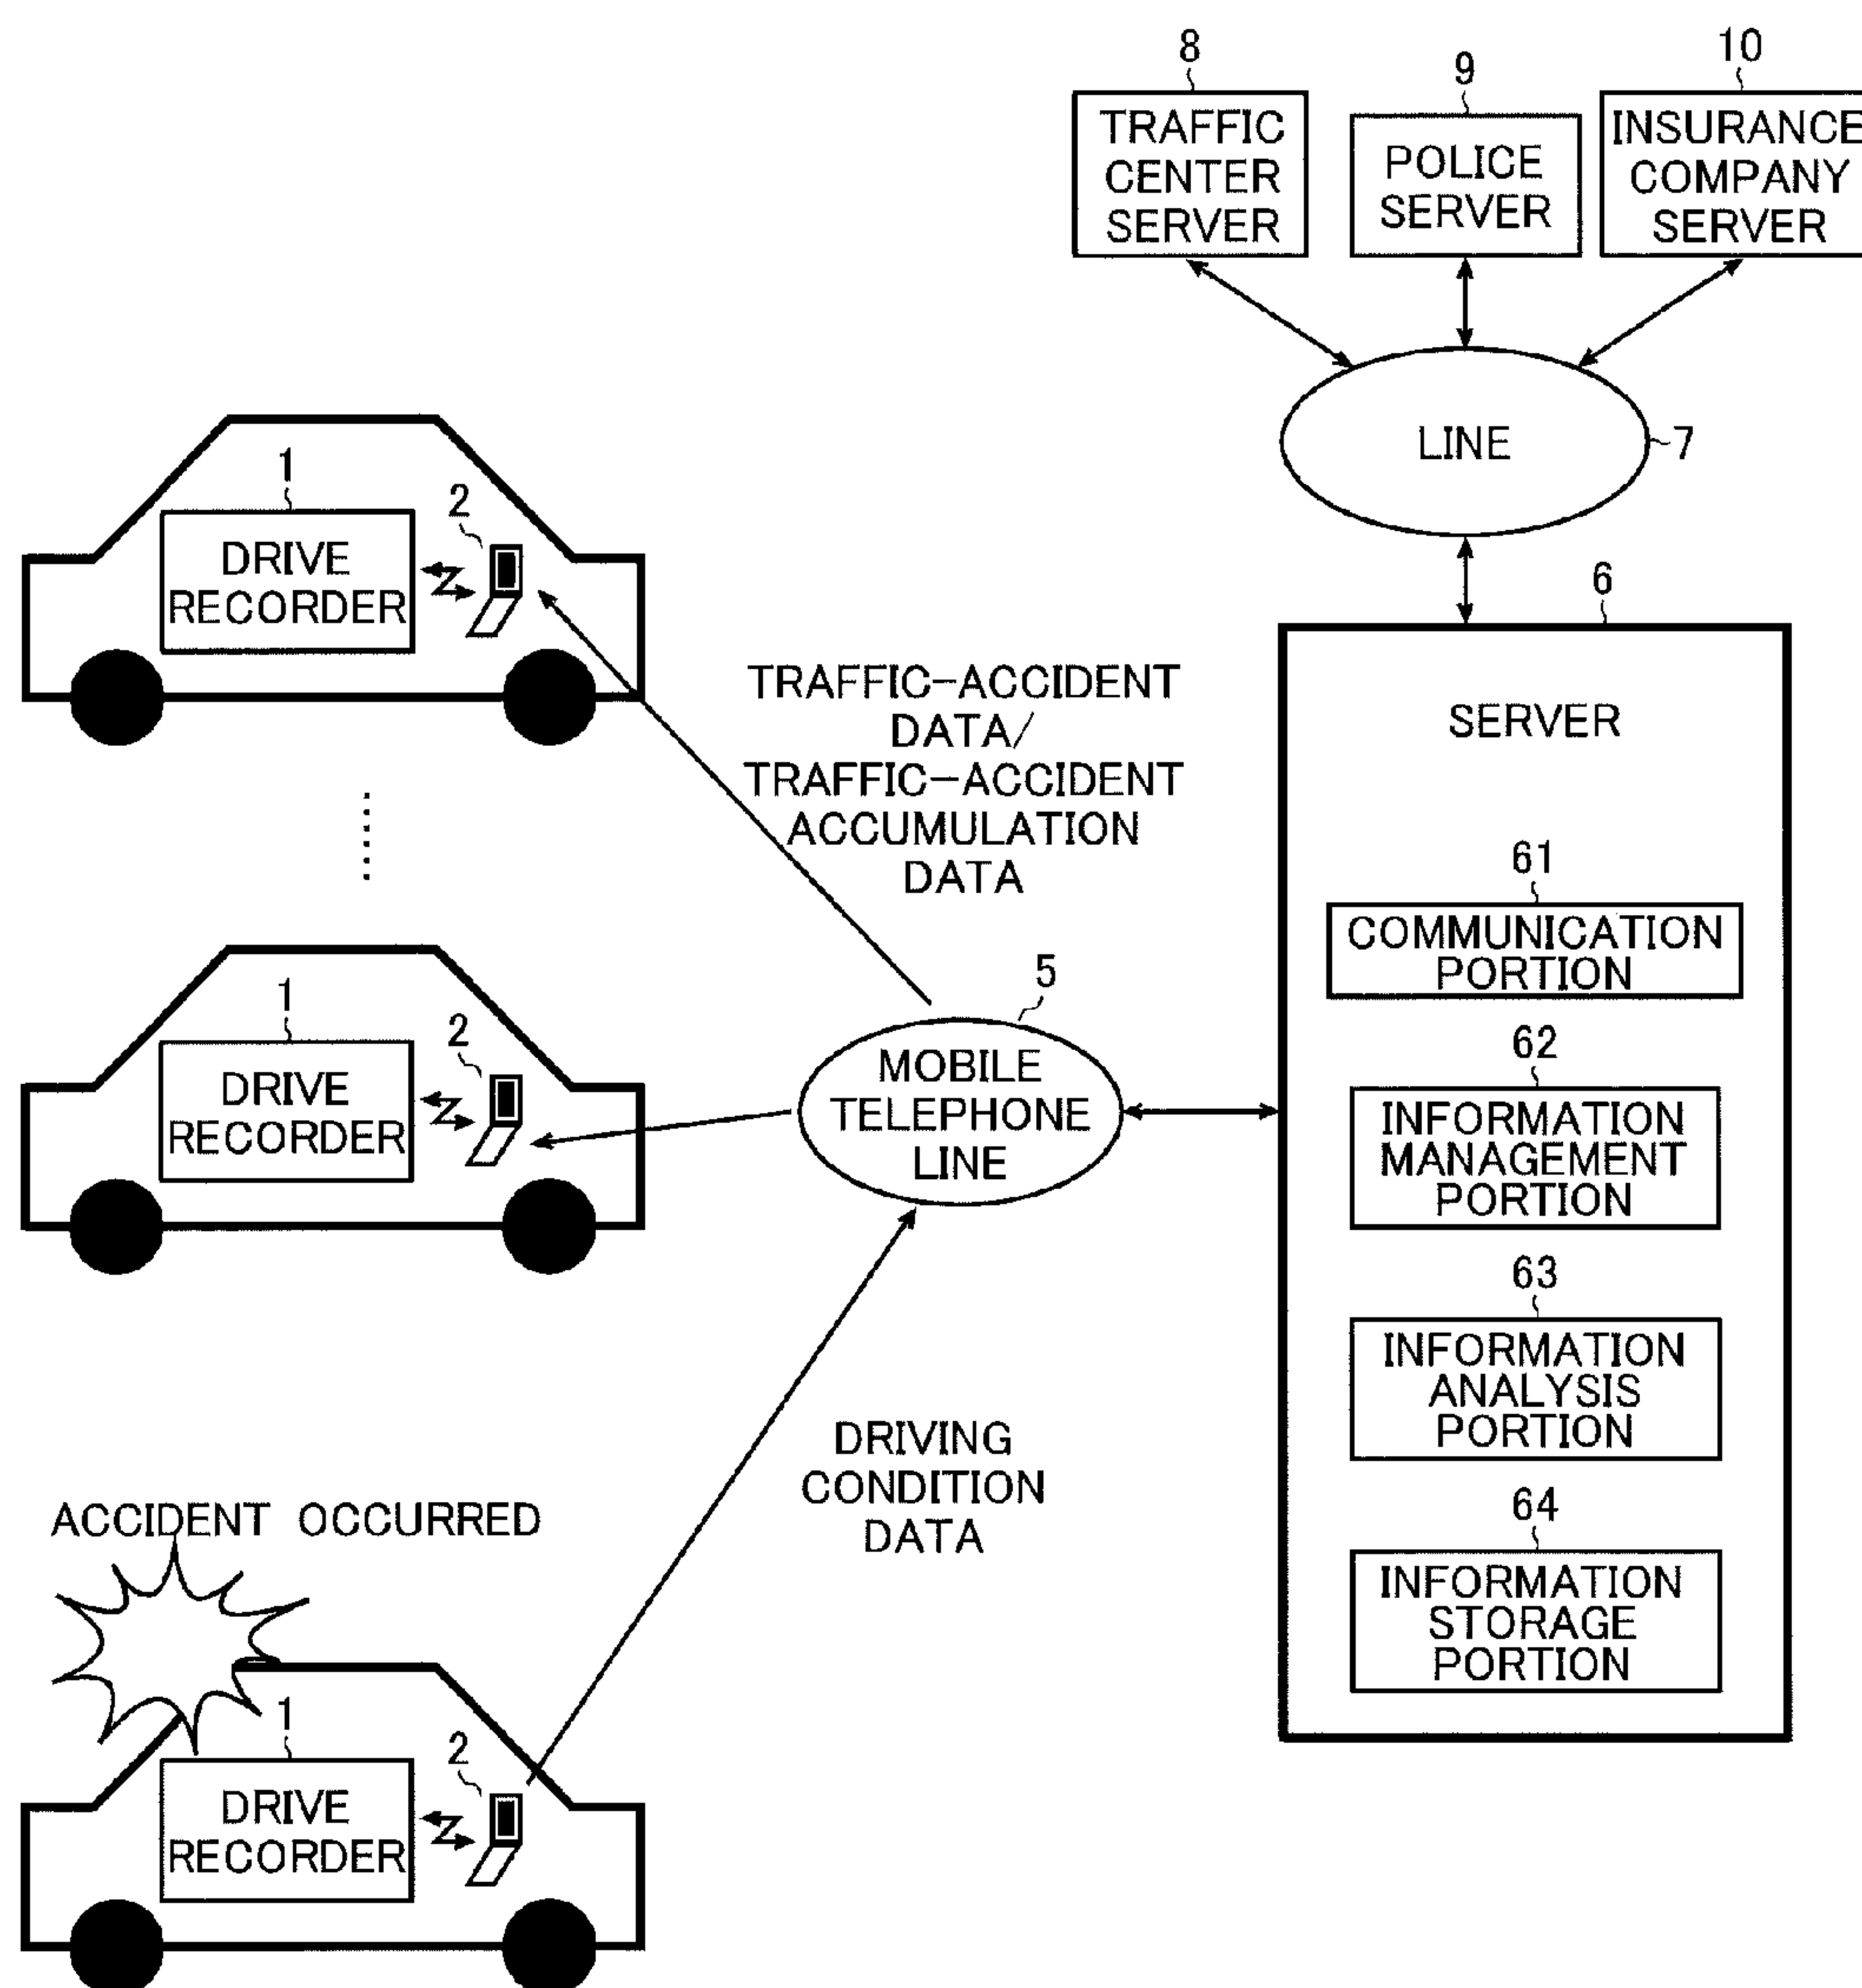 8
TRAFFIC
CENTER
SERVER
9
POLICE
SERVER
10
INSURANCE
COMPANY
SERVER
LINE
7
1
DRIVE
RECORDER
2
TRAFFIC-ACCIDENT
DATA/
TRAFFIC-ACCIDENT
ACCUMULATION
DATA
6
SERVER
61
COMMUNICATION
PORTION
62
INFORMATION
MANAGEMENT
PORTION
63
INFORMATION
ANALYSIS
PORTION
64
INFORMATION
STORAGE
PORTION
1
DRIVE
RECORDER
2
5
MOBILE
TELEPHONE
LINE
DRIVING
CONDITION
DATA
ACCIDENT OCCURRED
1
DRIVE
RECORDER
2